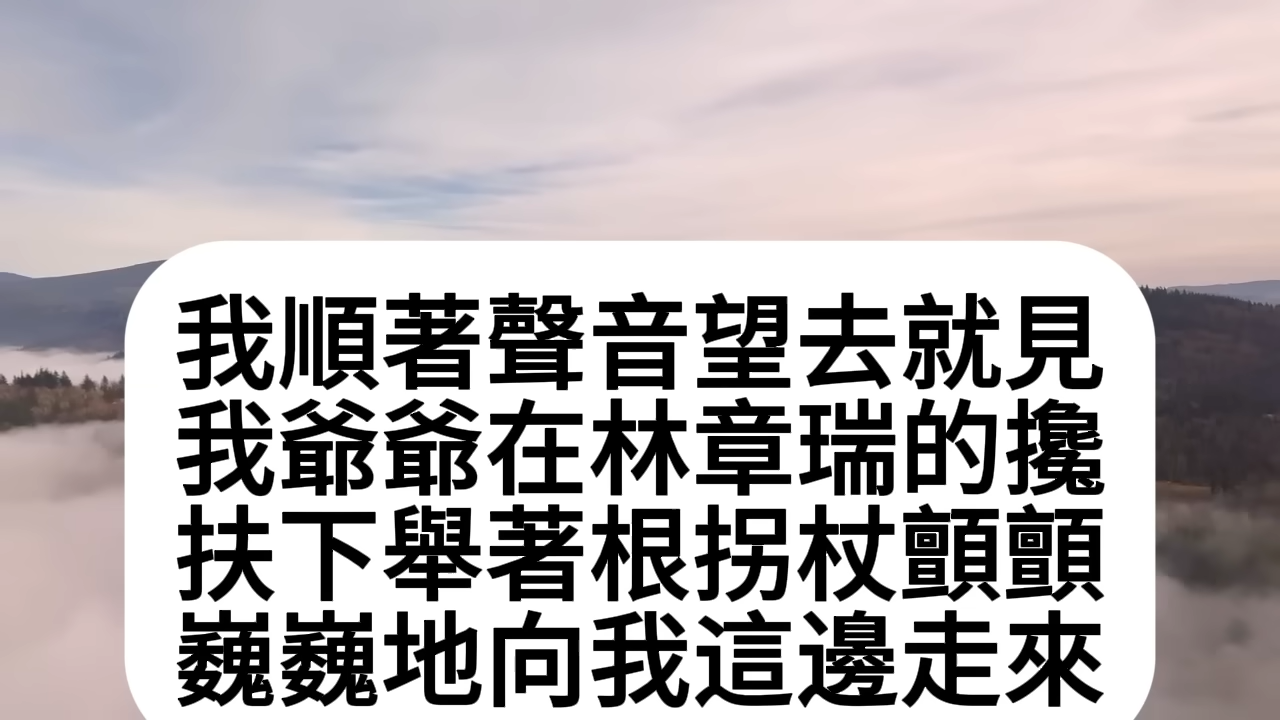 我順著聲音望去就見
我爺爺在林章瑞的攙
扶下舉著根拐杖顫顫
巍巍地向我這邊走來